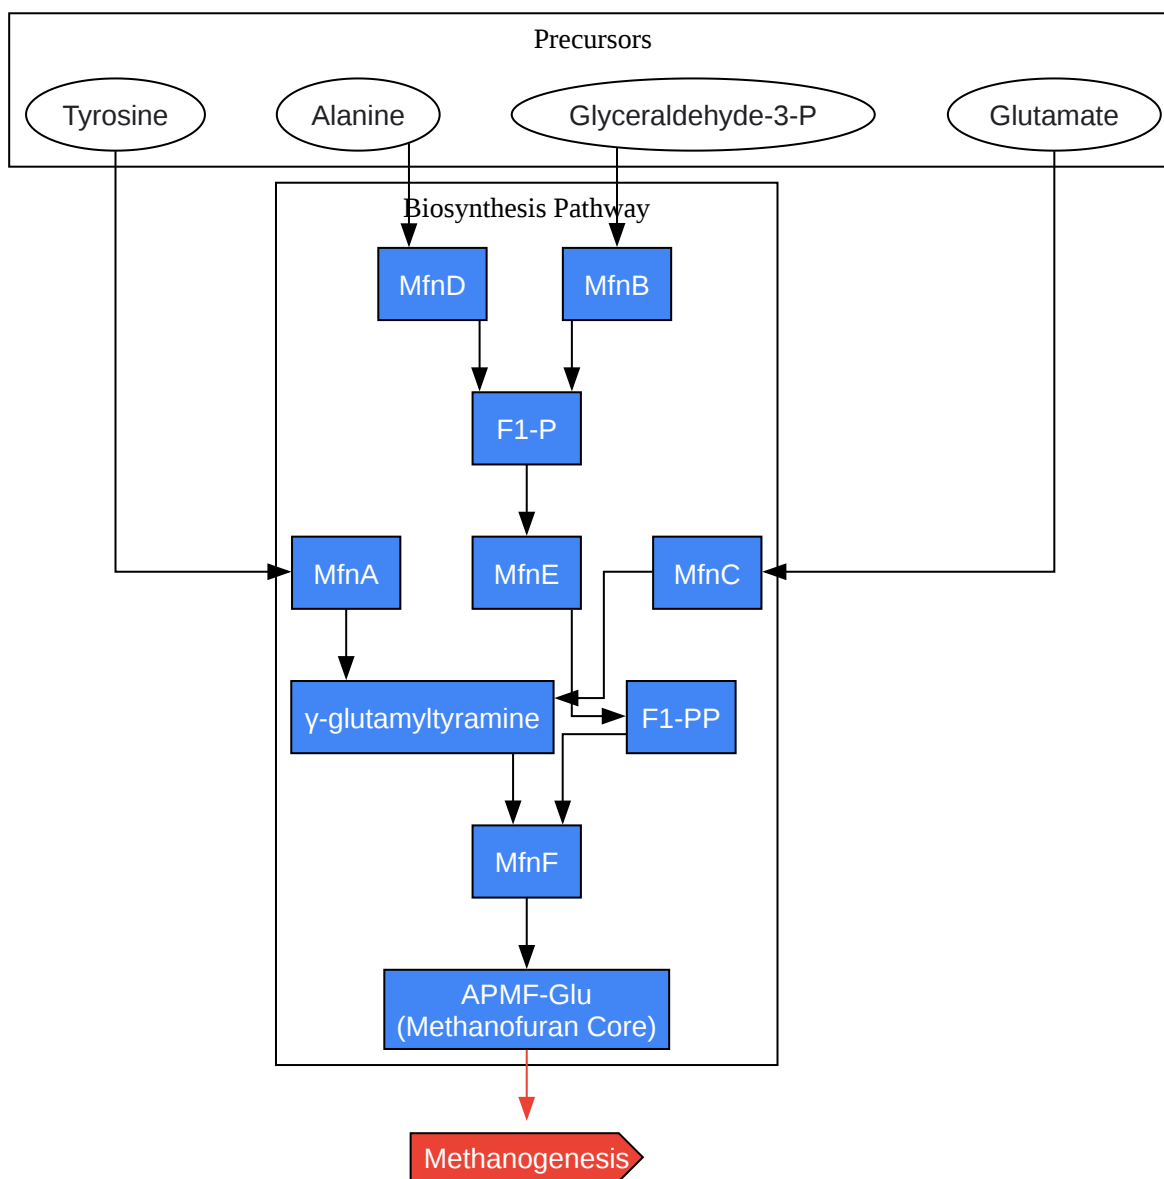 Precursors
Tyrosine
Alanine
Glyceraldehyde-3-P
Glutamate
Biosynthesis Pathway
MfnD
MfnB
F1-P
MfnA
MfnE
MfnC
γ-glutamyltyramine
F1-PP
MfnF
APMF-Glu
(Methanofuran Core)
Methanogenesis